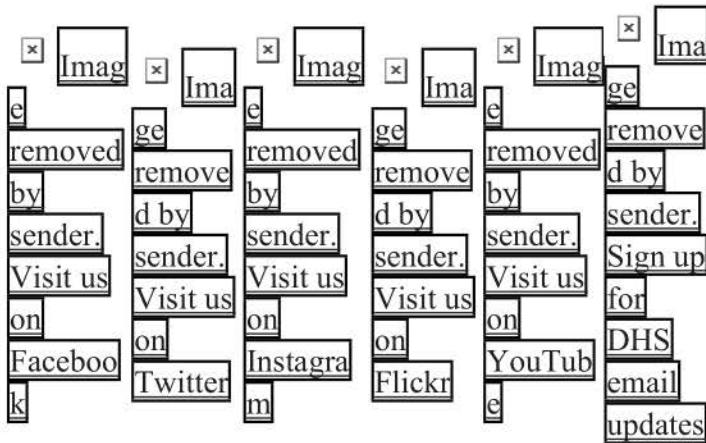 Imag
e
removed
by
sender.
Visit us
on
Faceboo
k
Ima
ge
remove
d by
sender.
Visit us
on
Twitter
Imag
e
removed
by
sender.
Visit us
on
Instagra
m
Ima
ge
remove
d by
sender.
Visit us
on
Flickr
Imag
e
removed
by
sender.
Visit us
on
YouTub
e
Ima
ge
remove
d by
sender.
Sign up
for
DHS
email
updates